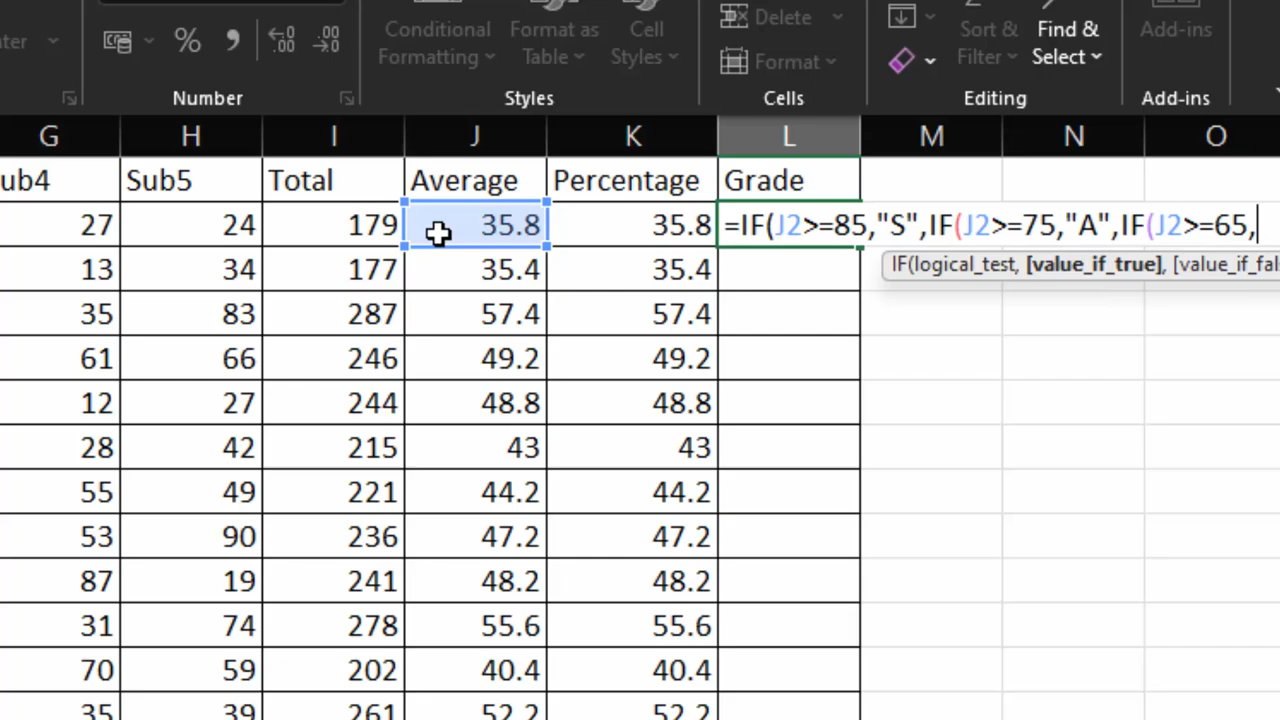 ter
Conditional Formatting
Format as Table
Cell Styles
Delete
Format
Sort & Filter
Find & Select
Add-ins
Number
Styles
Cells
Editing
Add-ins
G H I J K L M N O
ub4 Sub5 Total Average Percentage Grade
27 24 179 35.8 35.8 =IF(J2>=85,"S",IF(J2>=75,"A",IF(J2>=65,
IF(logical_test, [value_if_true], [value_if_fal
13 34 177 35.4 35.4
35 83 287 57.4 57.4
61 66 246 49.2 49.2
12 27 244 48.8 48.8
28 42 215 43 43
55 49 221 44.2 44.2
53 90 236 47.2 47.2
87 19 241 48.2 48.2
31 74 278 55.6 55.6
70 59 202 40.4 40.4
35 39 261 52.2 52.2